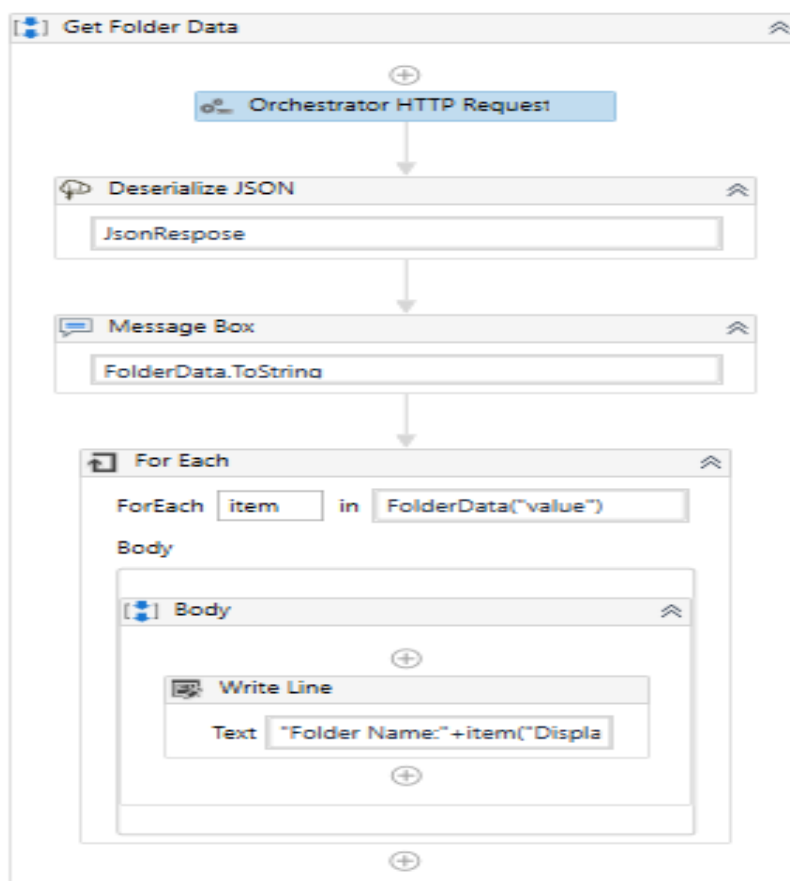 Get Folder Data
Orchestrator HTTP Request
Deserialize JSON
JsonRespose
Message Box
FolderData.ToString
For Each
ForEach item in FolderData("value")
Body
Body
Write Line
Text "Folder Name:"+item("Displa